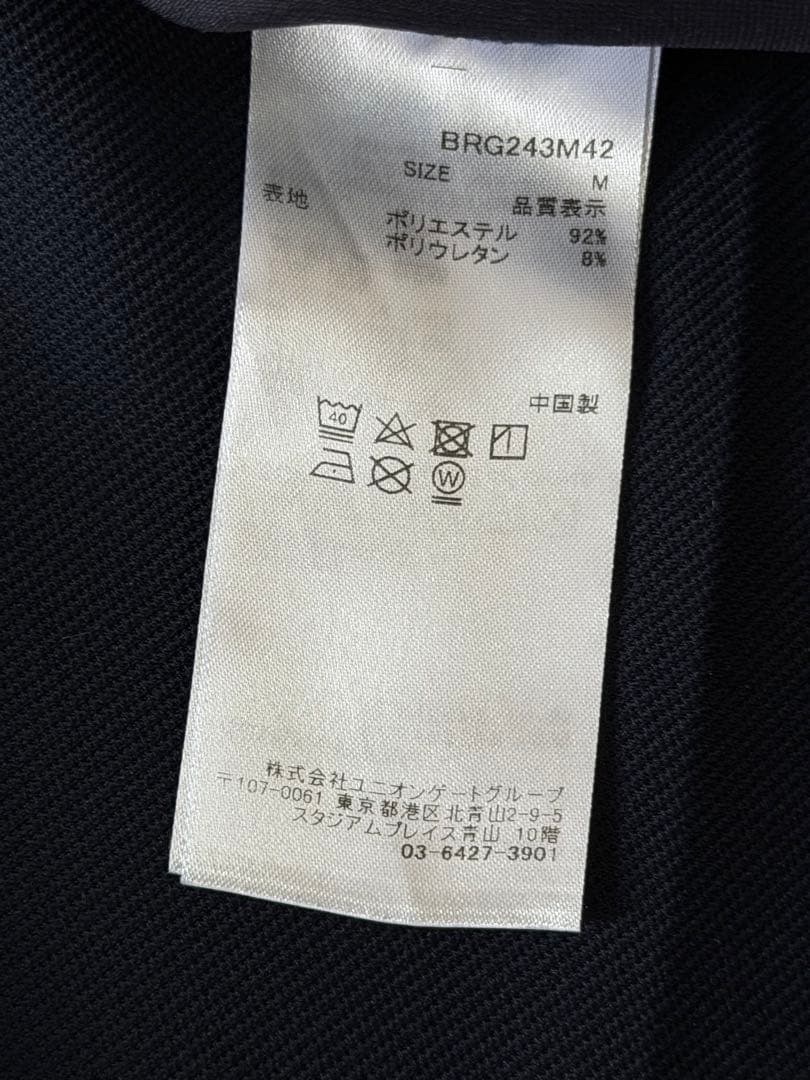 BRG243M42
SIZE M
表地 品質表示
ポリエステル 92%
ポリウレタン 8%
中国製
40
W
株式会社ユニオンゲートグループ
〒107-0061 東京都港区北青山2-9-5
スタジアムプレイス青山 10階
03-6427-3901